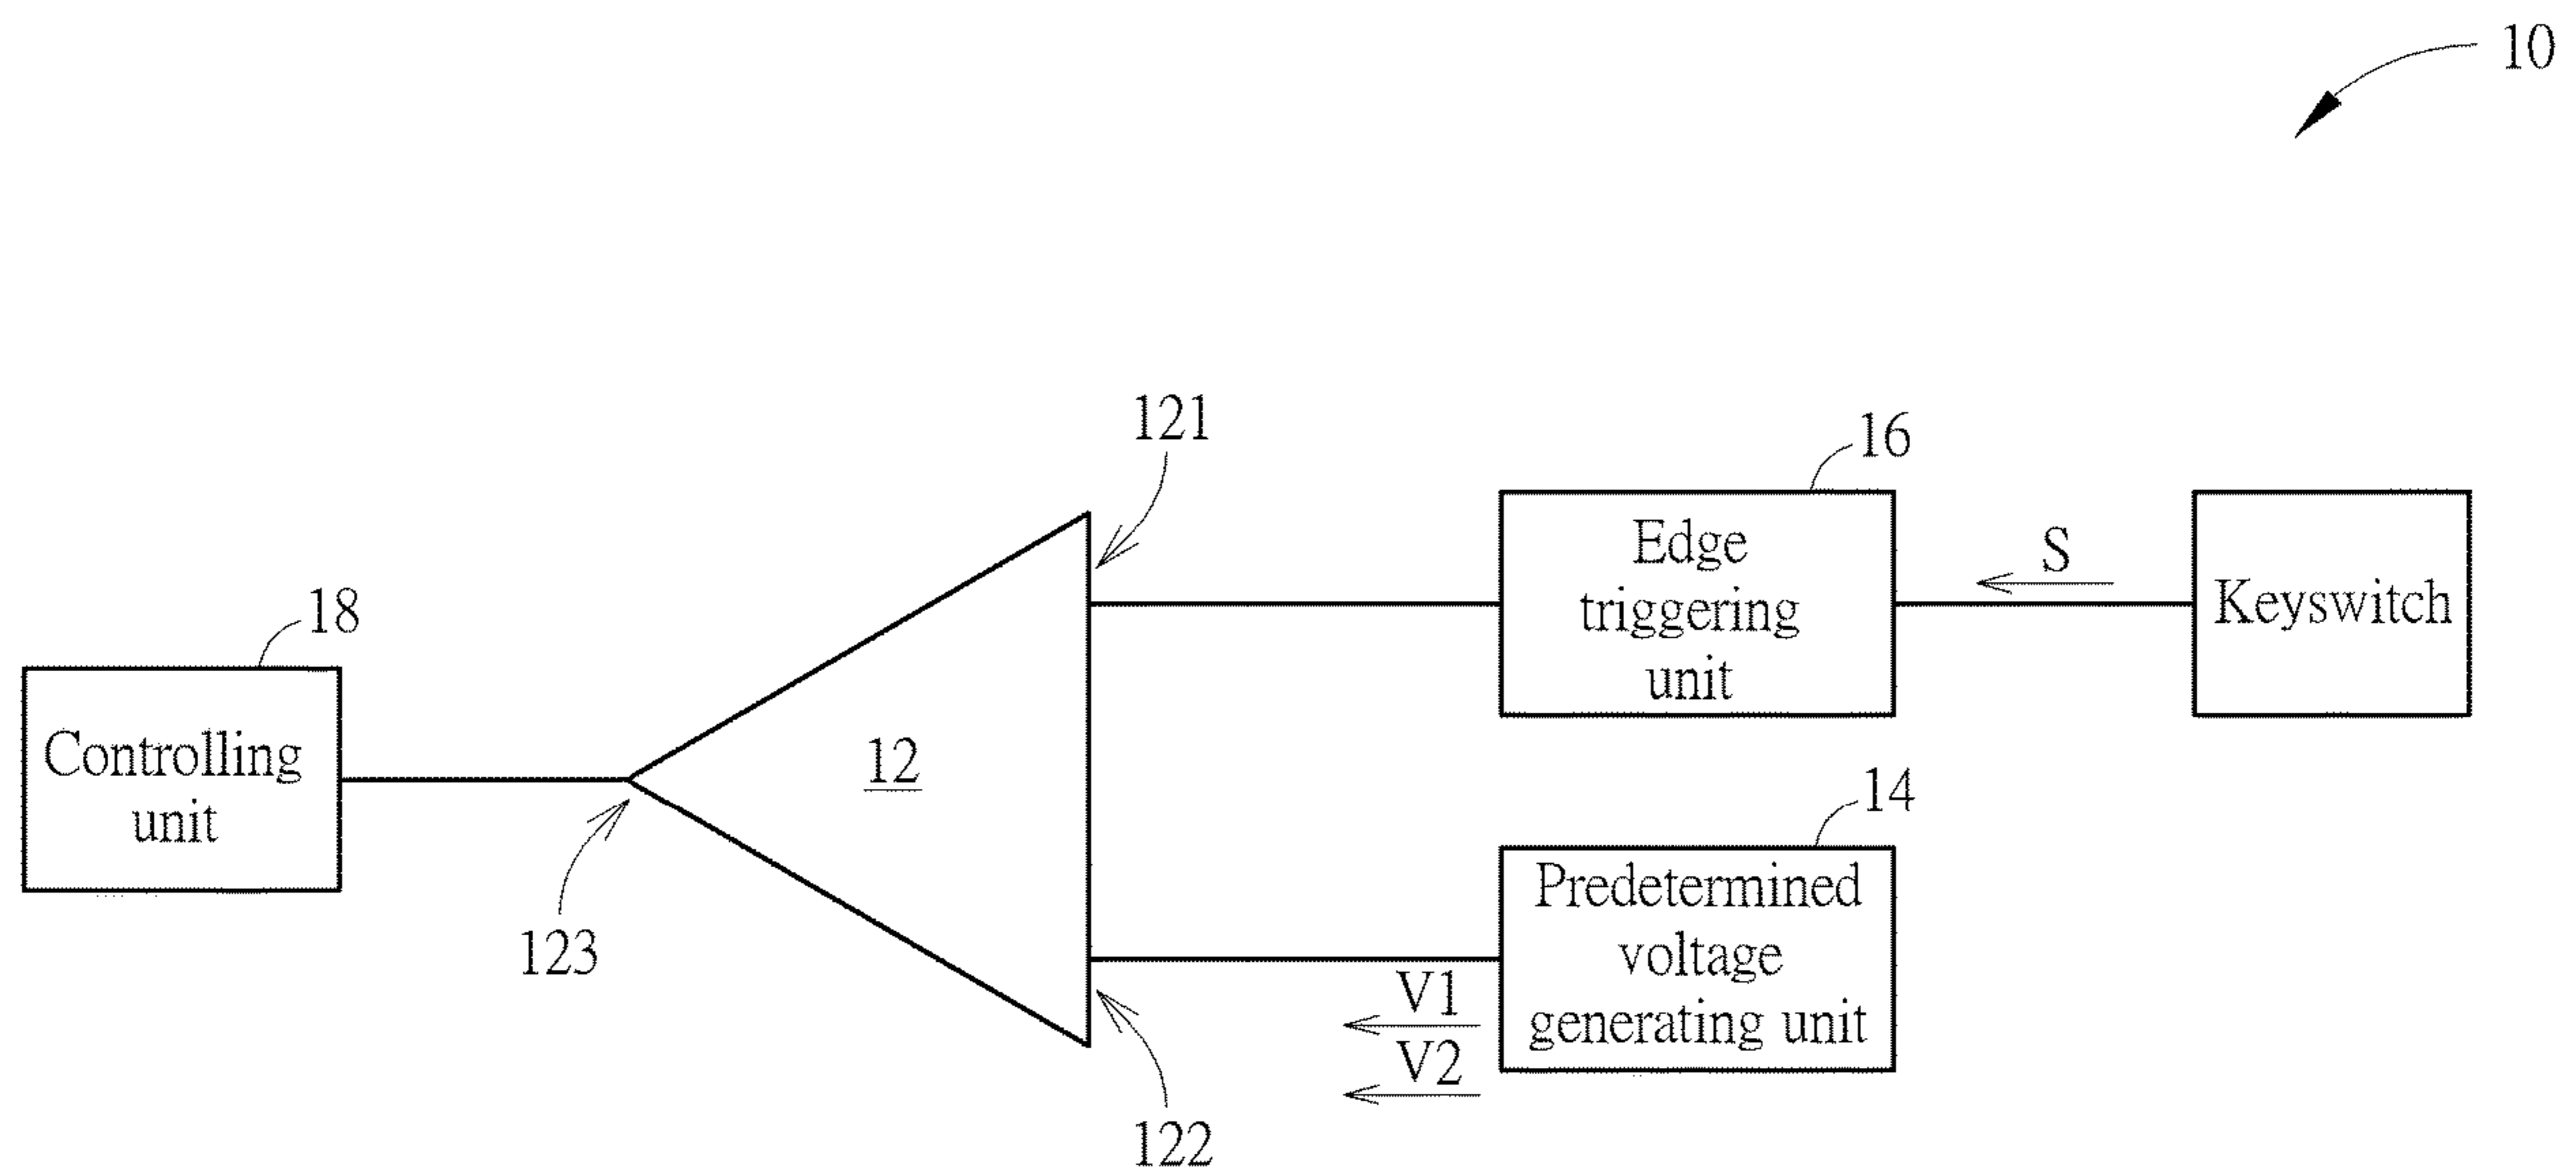 10
121
16
Edge
triggering
unit
S
Keyswitch
18
Controlling
unit
12
123
14
Predetermined
voltage
generating unit
V1
V2
122